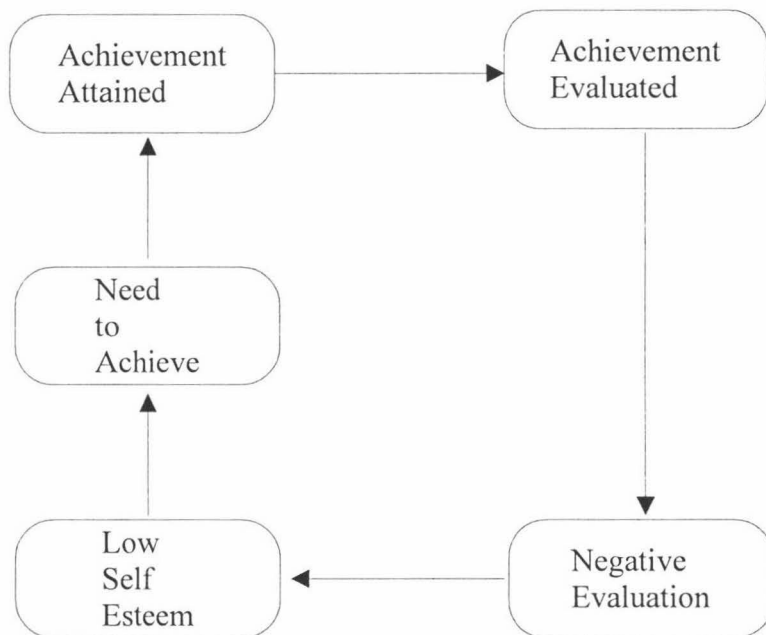 Achievement
Attained
Achievement
Evaluated
Need
to
Achieve
Low
Self
Esteem
Negative
Evaluation